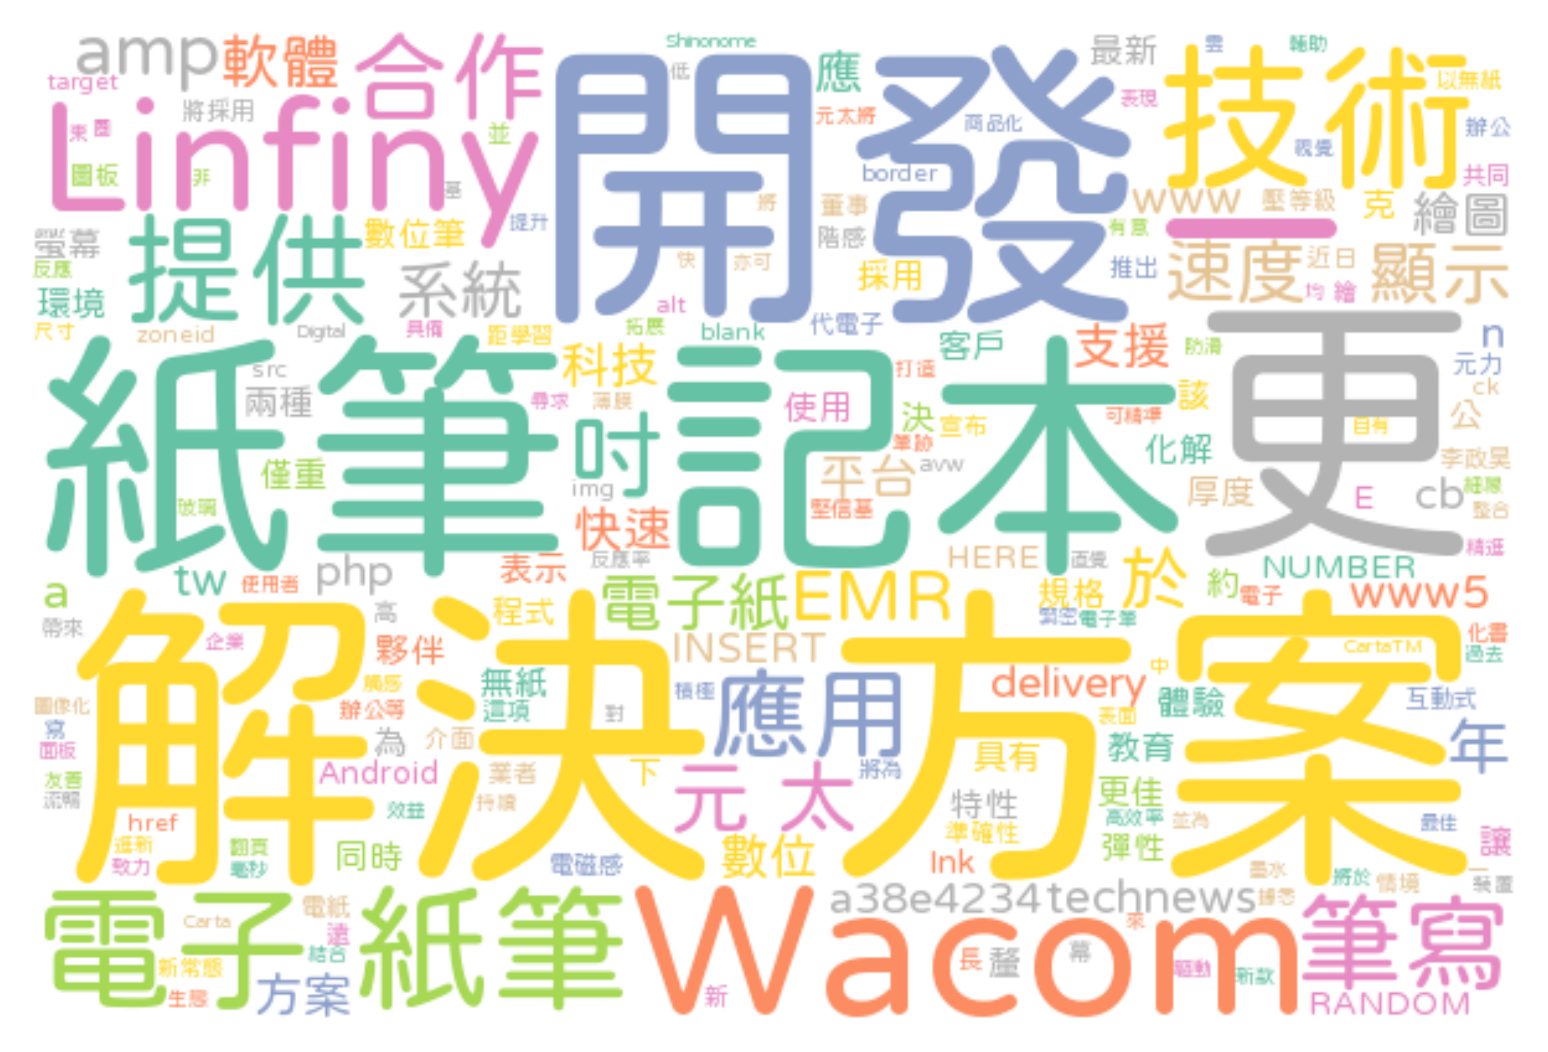 amp 軟體 合作 Shinonome 低 應 最新 雲 輔助
target 將採用 開發 技術 以無紙
Linfiny 並 元太將 商品化 表現 視覺 辦公
東 圖板 非 border 共同
基 提升 將 董事 www 壓等級 克 繪圖
螢幕 提供 數位筆 階感 有意
反應 快 亦可 採用 推出 速度 近日 顯示
環境 系統 alt 均 繪
尺寸 zoneid Digital 具備 距學習 拓展 blank 代電子 客戶 支援 防滑 n
src 科技 打造 元力
紙筆記本 更
兩種 尋求 薄膜 使用 決 宣布 可精準 該 ck 公
吋 筆跡 自有
僅重 img 平台 avw 化解 李政昊
玻璃 快速 堅信基 厚度 E cb 整合
tw php 表示 反應率 HERE 直覺 於 NUMBER 精進
a 使用者 電子紙 EMR 規格 約 電子 www5
帶來 高 程式 緊密 電子筆
企業 夥伴 INSERT CartaTM 化書
解決方案
觸感 無紙 積極 應用 delivery 中 過去
圖像化 辦公等 這項 對 表面 體驗 互動式
寫 面板 為 介面 具有 教育 年
友善 Android 業者 下 元 太 將為
流暢 效益 持續 特性 更佳
href 高效率 並為 最佳
翻頁 準確性
致力 毫秒 同時 電磁感 數位 Ink 彈性 讓
墨水 將於 情境 裝置
電子紙筆 Wacom a38e4234 technews 筆寫
Carta 電紙 遠 來
新常態 結合 長 釐 幕 驅動 新款
生態 方案 新 RANDOM